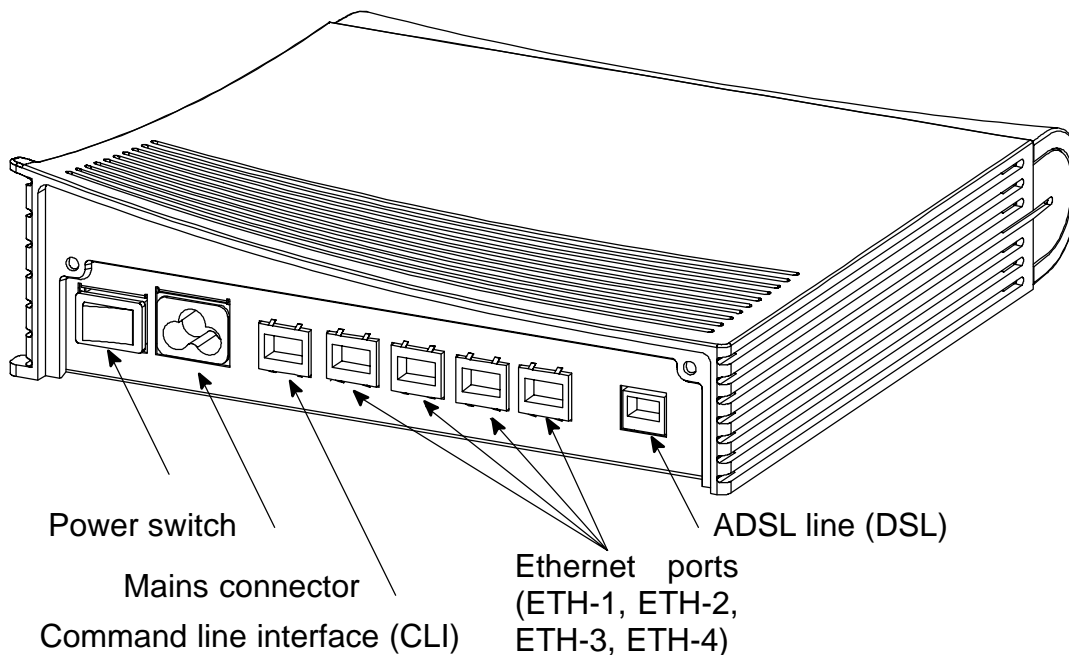 Power switch
ADSL line (DSL)
Mains connector
Ethernet ports
(ETH-1, ETH-2,
ETH-3, ETH-4)
Command line interface (CLI)